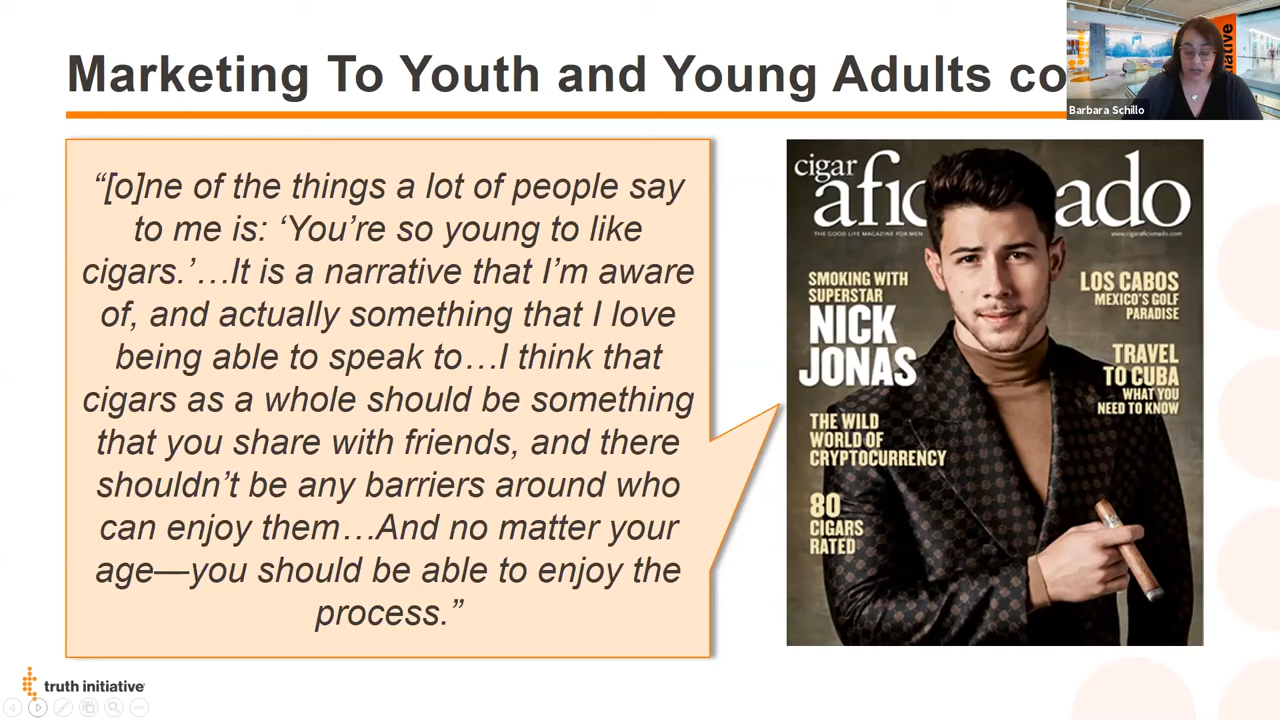 Marketing To Youth and Young Adults co
Barbara Schillo
“[o]ne of the things a lot of people say
to me is: ‘You’re so young to like
cigars.’…It is a narrative that I’m aware
of, and actually something that I love
being able to speak to…I think that
cigars as a whole should be something
that you share with friends, and there
shouldn’t be any barriers around who
can enjoy them…And no matter your
age—you should be able to enjoy the
process.”
cigar
afic ado
THE GOOD LIFE MAGAZINE FOR MEN
www.cigaraficionado.com
SMOKING WITH
SUPERSTAR
NICK
JONAS
THE WILD
WORLD OF
CRYPTOCURRENCY
80
CIGARS
RATED
LOS CABOS
MEXICO'S GOLF
PARADISE
TRAVEL
TO CUBA
WHAT YOU
NEED TO KNOW
truth initiative